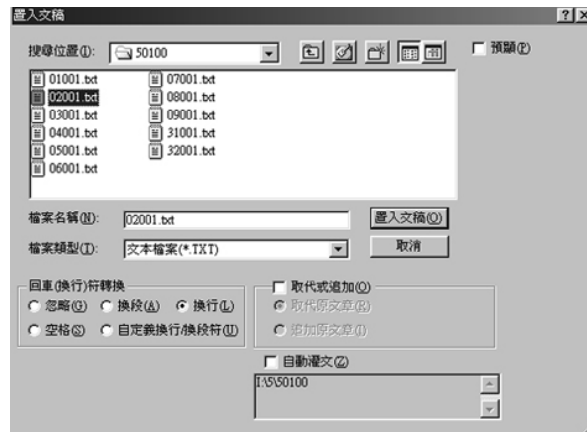 置入文稿
搜尋位置(I): 50100
預顯(P)
01001.txt
02001.txt
03001.txt
04001.txt
05001.txt
06001.txt
07001.txt
08001.txt
09001.txt
31001.txt
32001.txt
檔案名稱(N): 02001.txt 置入文稿(O)
檔案類型(T): 文本檔案(*.TXT) 取消
回車(換行)符轉換
忽略(G) 換段(A) 換行(L)
空格(S) 自定義換行/換段符(U)
取代或追加(O)
取代原文章(R)
追加原文章(I)
自動灌文(Z)
I:\5\50100